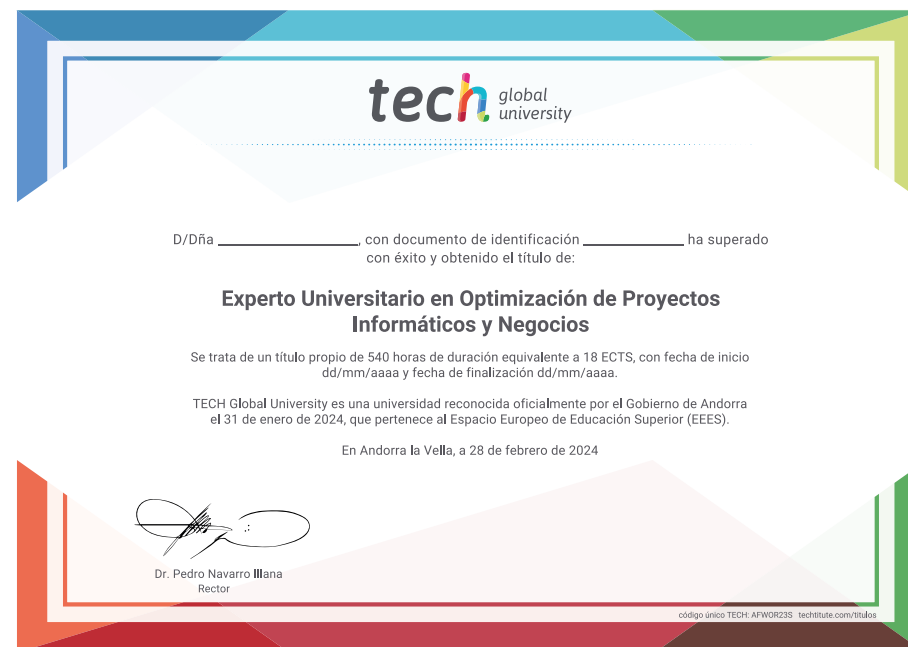 tech global university
D/Dña ____________________, con documento de identificación ______________ ha superado
con éxito y obtenido el título de:
Experto Universitario en Optimización de Proyectos
Informáticos y Negocios
Se trata de un título propio de 540 horas de duración equivalente a 18 ECTS, con fecha de inicio
dd/mm/aaaa y fecha de finalización dd/mm/aaaa.
TECH Global University es una universidad reconocida oficialmente por el Gobierno de Andorra
el 31 de enero de 2024, que pertenece al Espacio Europeo de Educación Superior (EEES).
En Andorra la Vella, a 28 de febrero de 2024
Dr. Pedro Navarro Illana
Rector
código único TECH: AFWOR23S techtitute.com/titulos